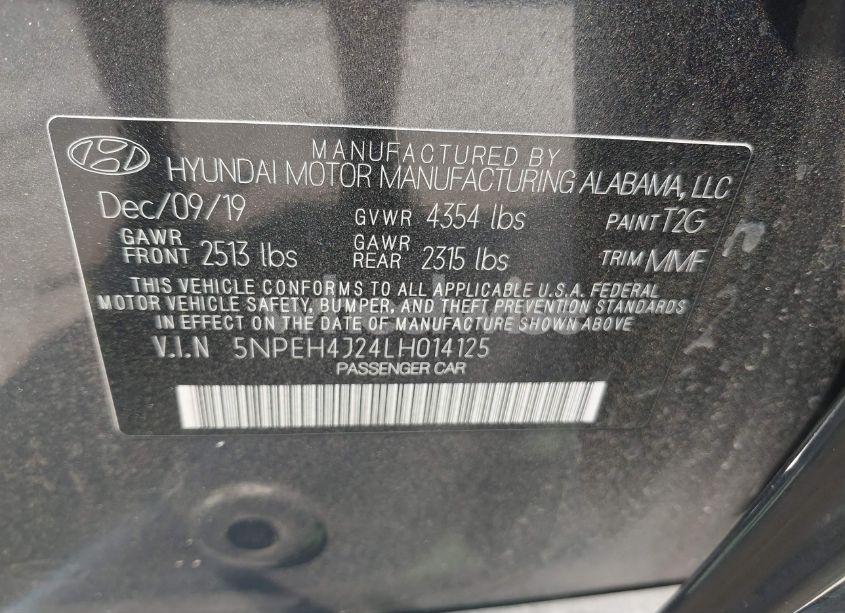 MANUFACTURED BY
HYUNDAI MOTOR MANUFACTURING ALABAMA, LLC
Dec/09/19 GVWR 4354 lbs PAINT T2G
GAWR FRONT 2513 lbs GAWR REAR 2315 lbs TRIM MMF
THIS VEHICLE CONFORMS TO ALL APPLICABLE U.S.A. FEDERAL
MOTOR VEHICLE SAFETY, BUMPER, AND THEFT PREVENTION STANDARDS
IN EFFECT ON THE DATE OF MANUFACTURE SHOWN ABOVE
V.I.N 5NPEH4J24LH014125
PASSENGER CAR